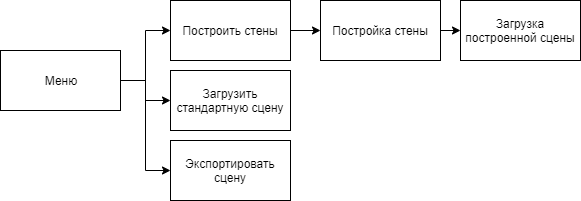 Меню
Построить стены
Постройка стены
Загрузка
построенной сцены
Загрузить
стандартную сцену
Экспортировать
сцену